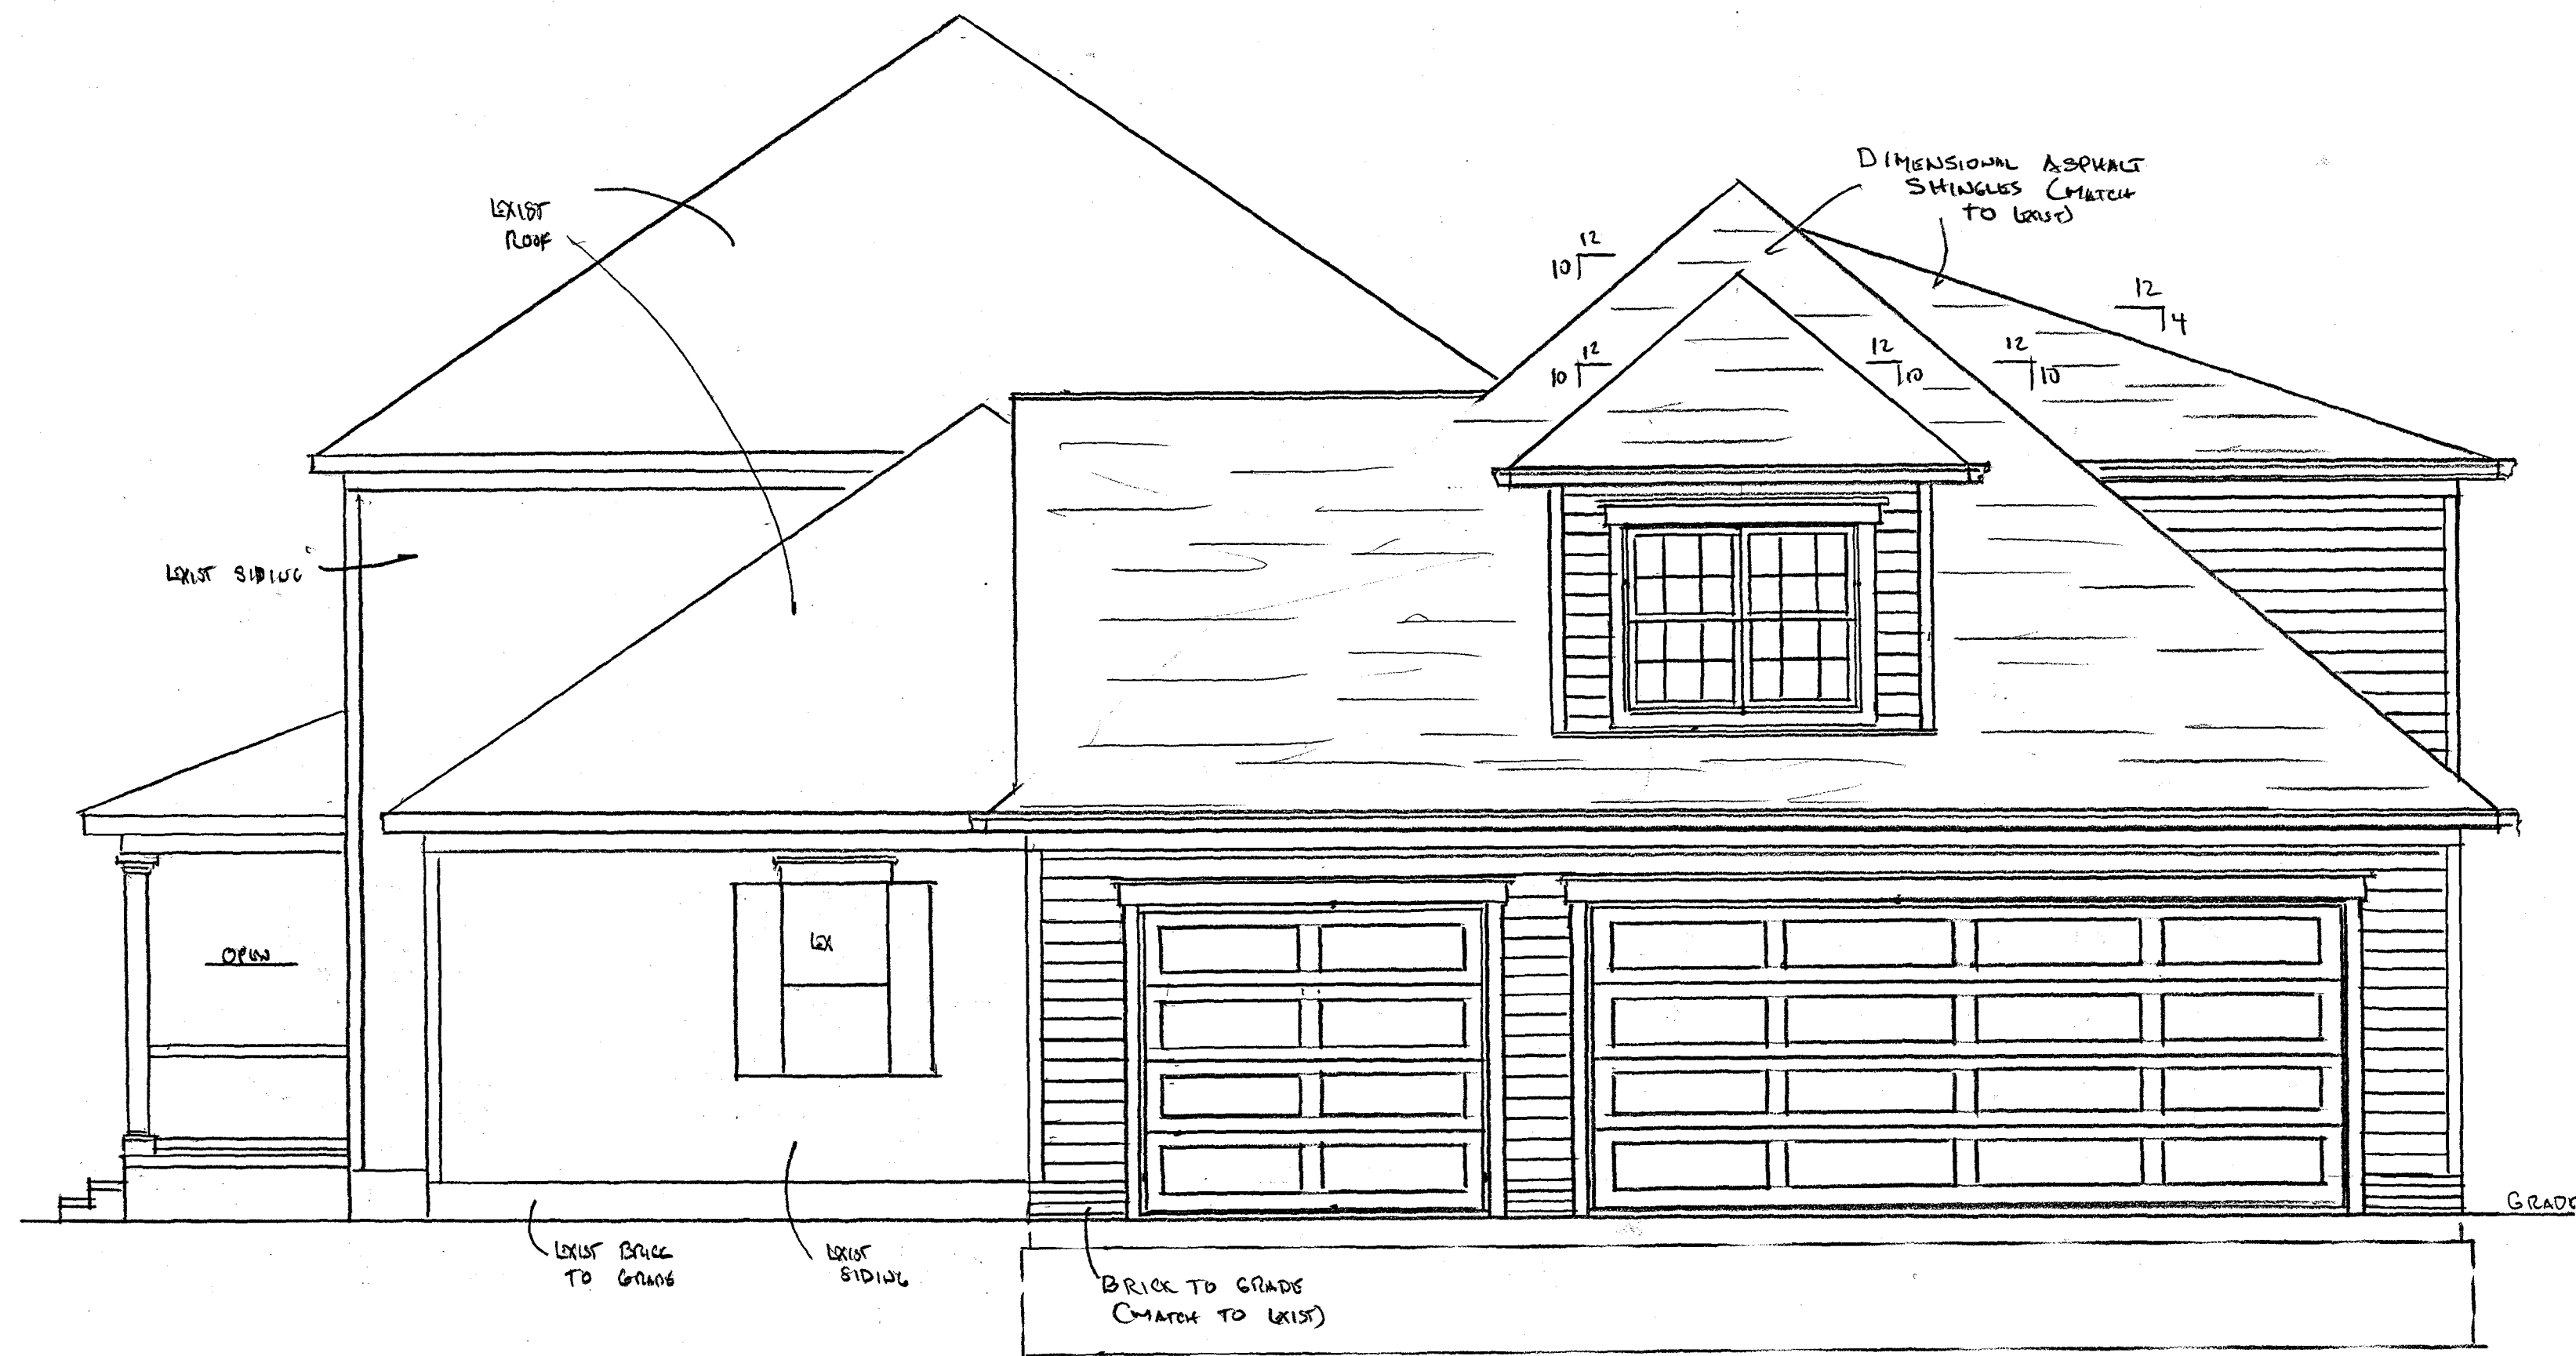 DIMENSIONAL ASPHALT
SHINGLES (MATCH
TO EXIST)
EXIST
ROOF
12
10
12
4
12
10
12
10
12
10
EXIST SIDING
OPEN
EX
GRADE
EXIST BRICK
TO GRADE
EXIST
SIDING
BRICK TO GRADE
(MATCH TO EXIST)